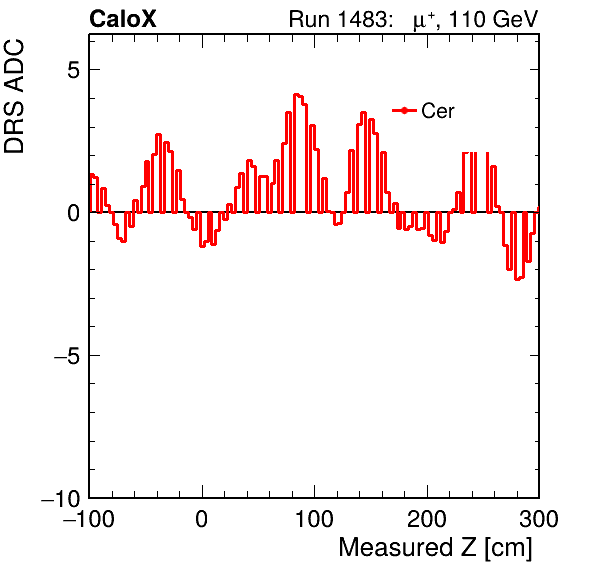 CaloX Run 1483: μ⁺, 110 GeV
DRS ADC
Cer
5
0
−5
−10
−100 0 100 200 300
Measured Z [cm]